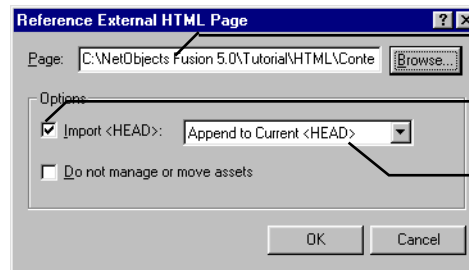 Reference External HTML Page
Page: C:\NetObjects Fusion 5.0\Tutorial\HTML\Conte Browse...
Options
Import <HEAD>: Append to Current <HEAD>
Do not manage or move assets
OK Cancel